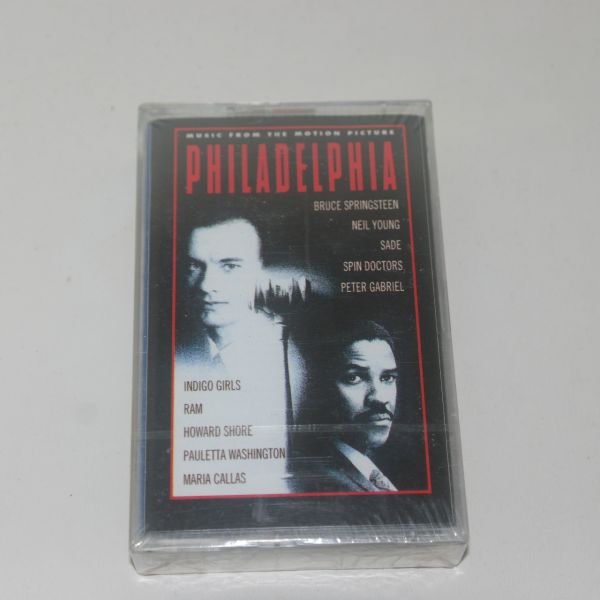 MUSIC FROM THE MOTION PICTURE
PHILADELPHIA
BRUCE SPRINGSTEEN
NEIL YOUNG
SADE
SPIN DOCTORS
PETER GABRIEL
INDIGO GIRLS
RAM
HOWARD SHORE
PAULETTA WASHINGTON
MARIA CALLAS